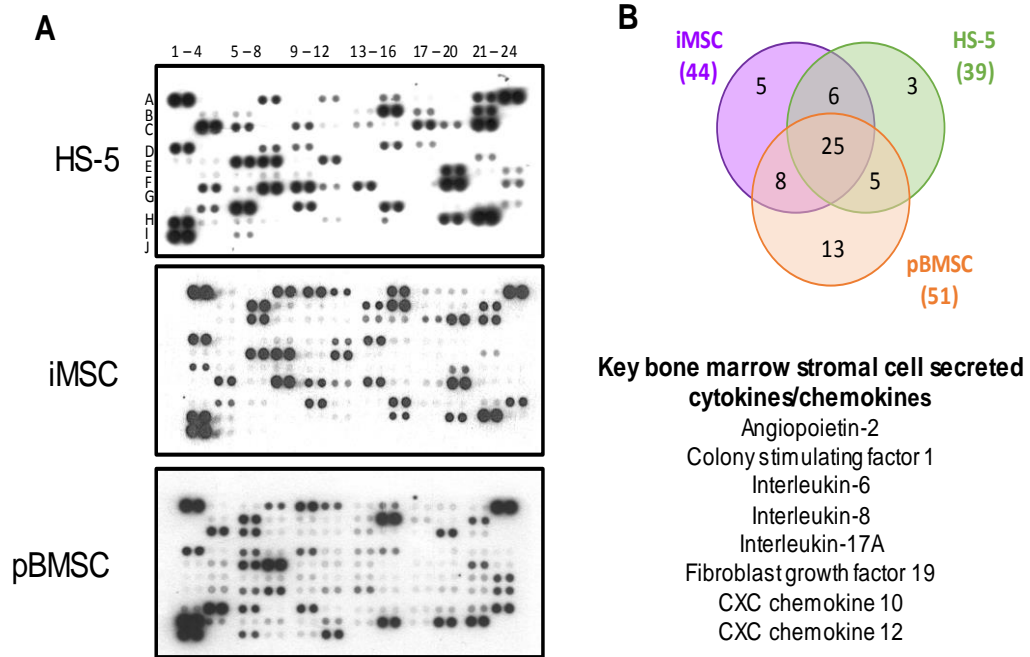 A
1 – 4 5 – 8 9 – 12 13 – 16 17 – 20 21 – 24
A
B
C
D
E
F
G
H
I
J
HS-5
iMSC
pBMSC
B
iMSC
(44)
HS-5
(39)
5
6
3
25
8
5
13
pBMSC
(51)
Key bone marrow stromal cell secreted
cytokines/chemokines
Angiopoietin-2
Colony stimulating factor 1
Interleukin-6
Interleukin-8
Interleukin-17A
Fibroblast growth factor 19
CXC chemokine 10
CXC chemokine 12